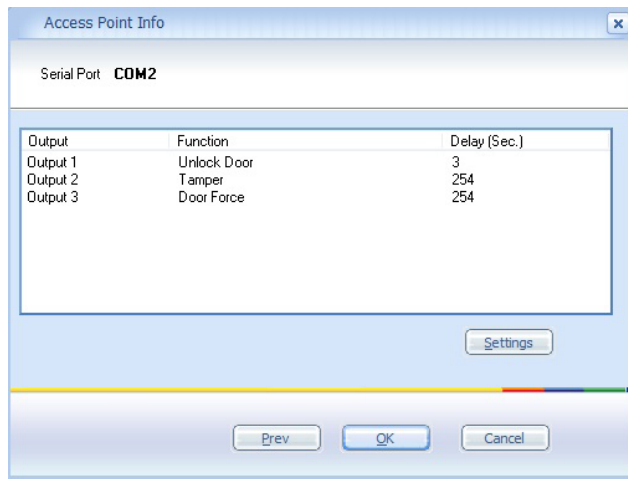 Access Point Info
Serial Port COM2
Output Function Delay (Sec.)
Output 1 Unlock Door 3
Output 2 Tamper 254
Output 3 Door Force 254
Settings
Prev OK Cancel